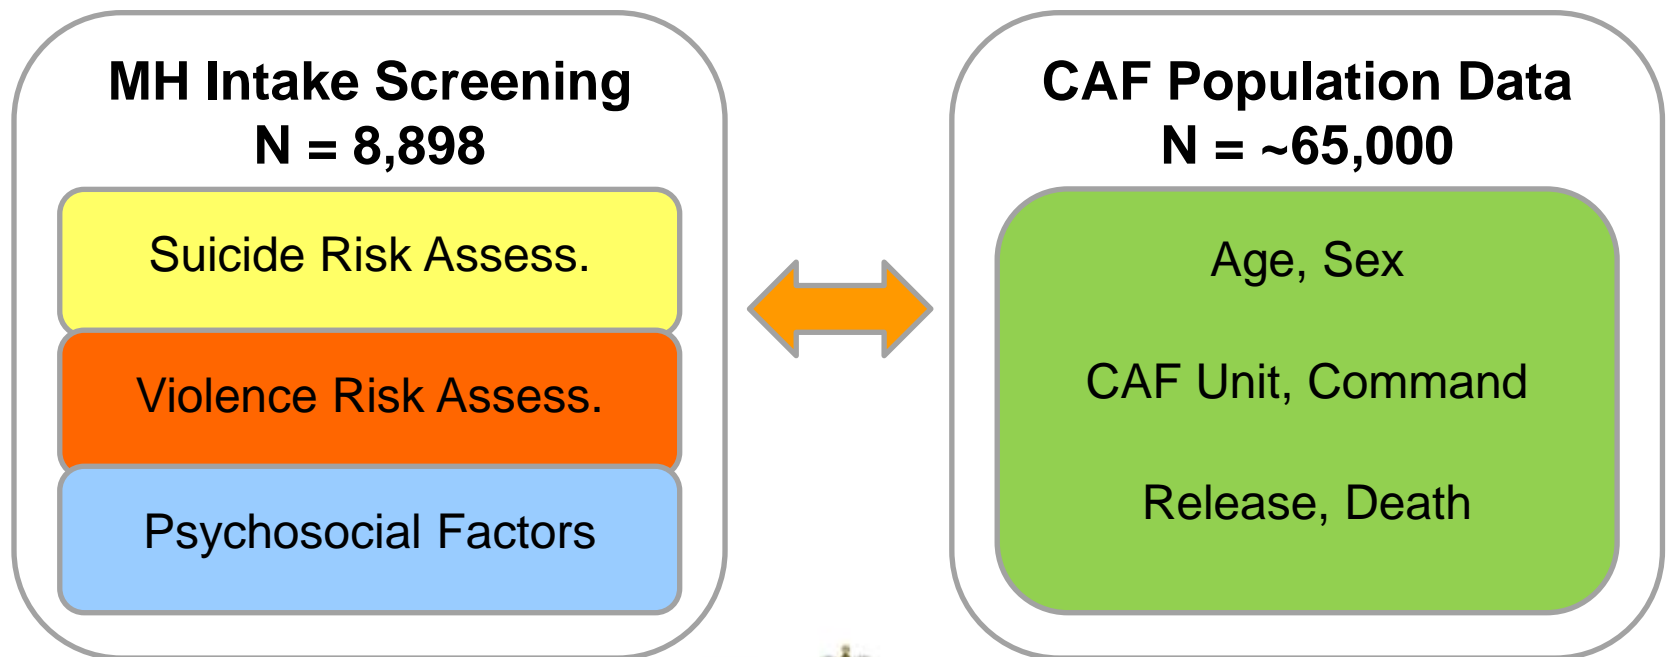 MH Intake Screening
N = 8,898
Suicide Risk Assess.
Violence Risk Assess.
Psychosocial Factors
CAF Population Data
N = ~65,000
Age, Sex
CAF Unit, Command
Release, Death